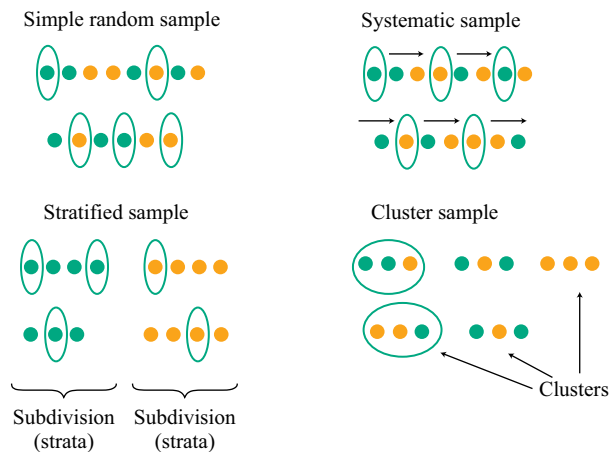 Simple random sample
Systematic sample
Stratified sample
Cluster sample
Clusters
Subdivision
(strata)
Subdivision
(strata)